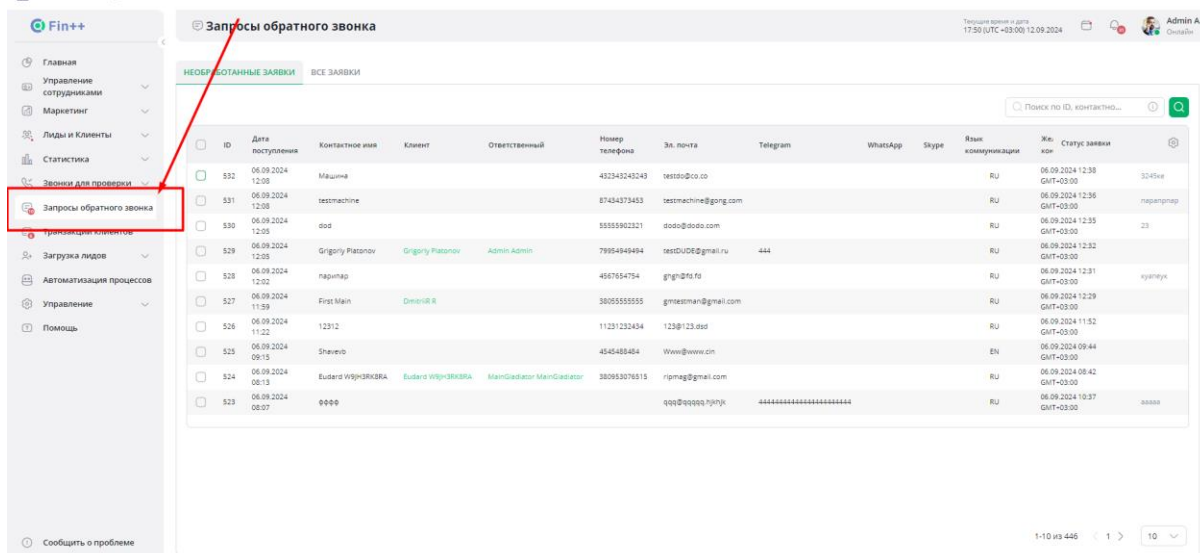 Fin++
Запросы обратного звонка
Текущие время и дата
17:50 (UTC +03:00) 12.09.2024
Admin A
Онлайн
Главная
Управление
сотрудниками
Маркетинг
Лиды и Клиенты
Статистика
Звонки для проверки
Запросы обратного звонка
Транзакции клиентов
Загрузка лидов
Автоматизация процессов
Управление
Помощь
Сообщить о проблеме
НЕОБРАБОТАННЫЕ ЗАЯВКИ ВСЕ ЗАЯВКИ
Поиск по ID, контактно...
ID Дата поступления Контактное имя Клиент Ответственный Номер телефона Эл. почта Telegram WhatsApp Skype Язык коммуникации Статус заявки
532 06.09.2024 12:08 Машина 432343243243 testdo@co.co RU 06.09.2024 12:38 GMT+03:00 3245ке
531 06.09.2024 12:08 testmachine 87434373453 testmachine@gong.com RU 06.09.2024 12:36 GMT+03:00
530 06.09.2024 12:05 dod 55555902321 dodo@dodo.com RU 06.09.2024 12:35 GMT+03:00 23
529 06.09.2024 12:05 Grigoriy Platonov Grigoriy Platonov Admin Admin 79954949494 testDUDE@gmail.ru 444 RU 06.09.2024 12:32 GMT+03:00
528 06.09.2024 12:02 парипар 4567654754 ghgh@fd.fd RU 06.09.2024 12:31 GMT+03:00
527 06.09.2024 11:59 First Main DmitriiR R 38055555555 gmtestman@gmail.com RU 06.09.2024 12:29 GMT+03:00
526 06.09.2024 11:22 12312 11231232434 123@123.dsd RU 06.09.2024 11:52 GMT+03:00
525 06.09.2024 09:15 Shevevb 4545488484 Www@www.cin EN 06.09.2024 09:44 GMT+03:00
524 06.09.2024 08:13 Eudard W9JH3RK8RA Eudard W9JH3RK8RA MainGladiator MainGladiator 380953076515 ripmag@gmail.com RU 06.09.2024 08:42 GMT+03:00
523 06.09.2024 08:07 фффф qqq@qqqqq.hjkhjk RU 06.09.2024 10:37 GMT+03:00
1-10 из 446 1 10